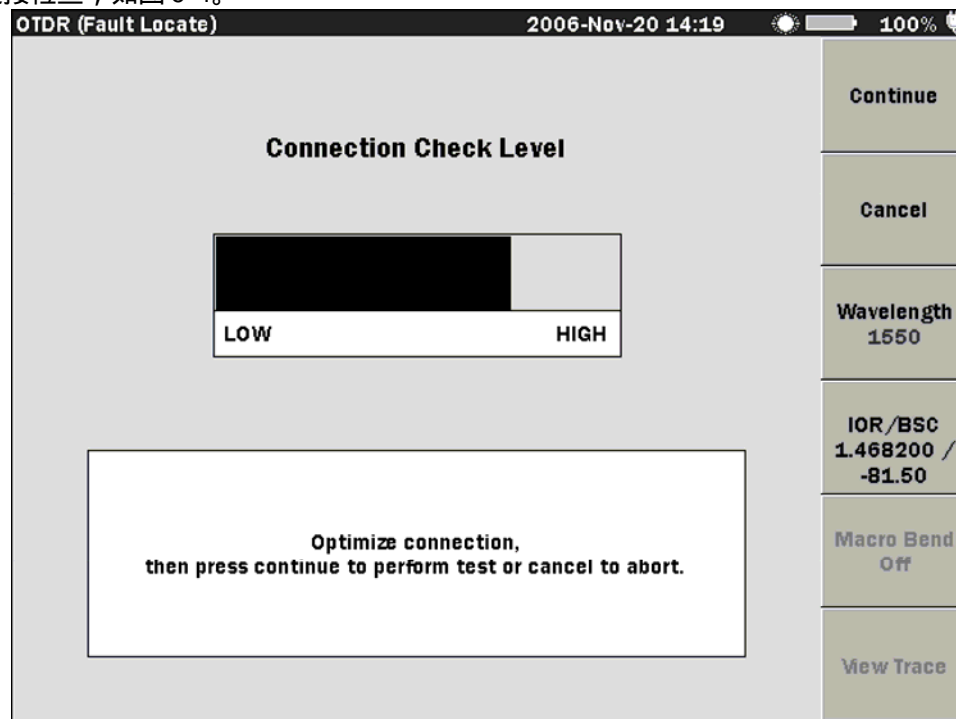 OTDR (Fault Locate) 2006-Nov-20 14:19 100%
Connection Check Level
LOW HIGH
Optimize connection,
then press continue to perform test or cancel to abort.
Continue
Cancel
Wavelength
1550
IOR/BSC
1.468200 /
-81.50
Macro Bend
Off
View Trace